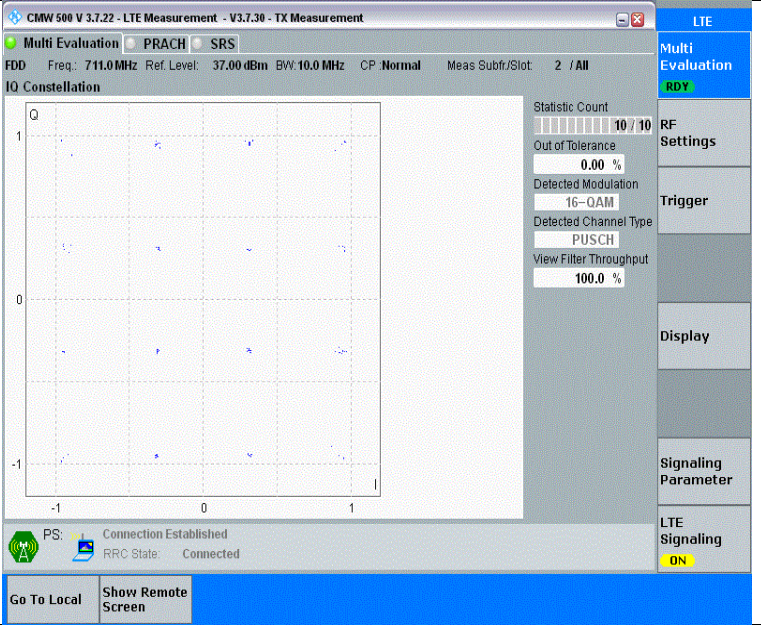 CMW 500 V 3.7.22 - LTE Measurement - V3.7.30 - TX Measurement
LTE
Multi Evaluation PRACH SRS
Multi
Evaluation
RDY
FDD Freq.: 711.0 MHz Ref. Level: 37.00 dBm BW: 10.0 MHz CP :Normal Meas Subfr./Slot: 2 / All
IQ Constellation
Q
1
0
-1
-1 0 1
I
Statistic Count
10 / 10
Out of Tolerance
0.00 %
Detected Modulation
16-QAM
Detected Channel Type
PUSCH
View Filter Throughput
100.0 %
RF
Settings
Trigger
Display
Signaling
Parameter
LTE
Signaling
ON
PS: Connection Established
RRC State: Connected
Go To Local
Show Remote
Screen